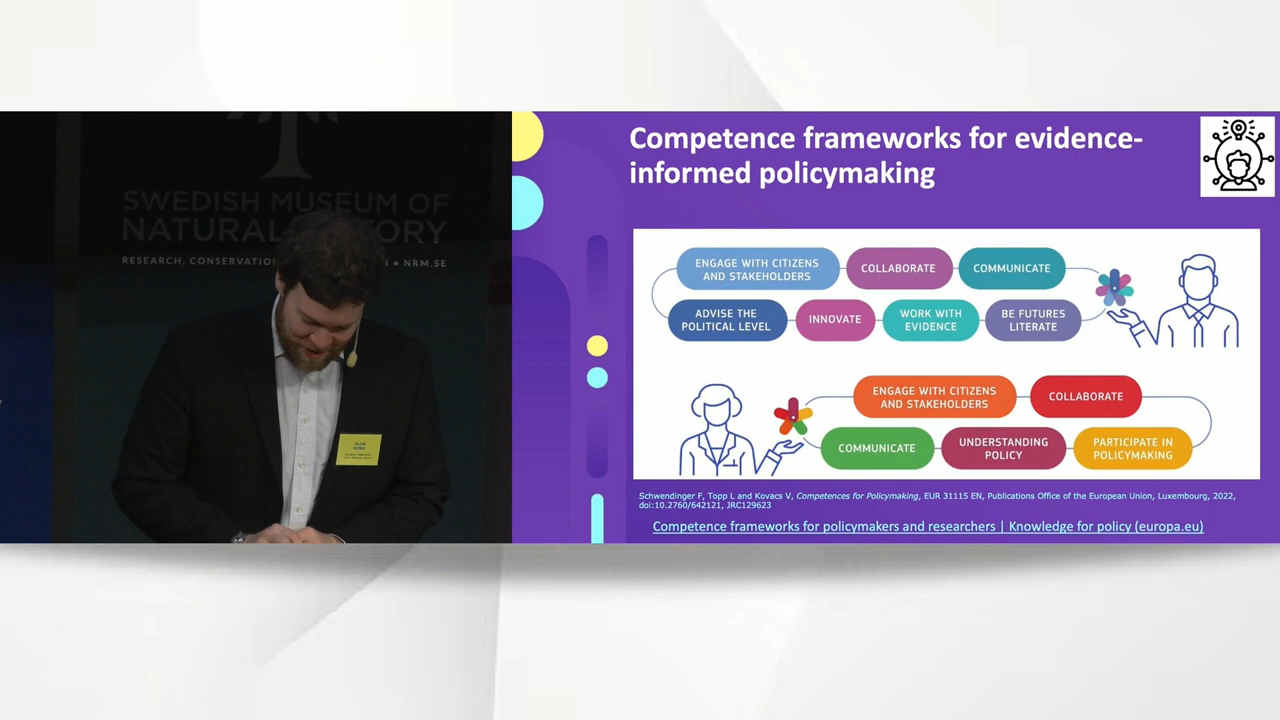 SWEDISH MUSEUM OF
NATURAL
ORY
RESEARCH, CONSERVATION
● NRM.SE
Competence frameworks for evidence-
informed policymaking
ENGAGE WITH CITIZENS
AND STAKEHOLDERS
COLLABORATE
COMMUNICATE
ADVISE THE
POLITICAL LEVEL
INNOVATE
WORK WITH
EVIDENCE
BE FUTURES
LITERATE
ENGAGE WITH CITIZENS
AND STAKEHOLDERS
COLLABORATE
COMMUNICATE
UNDERSTANDING
POLICY
PARTICIPATE IN
POLICYMAKING
Schwendinger F, Topp L and Kovacs V, Competences for Policymaking, EUR 31115 EN, Publications Office of the European Union, Luxembourg, 2022,
doi:10.2760/642121, JRC129623
Competence frameworks for policymakers and researchers | Knowledge for policy (europa.eu)